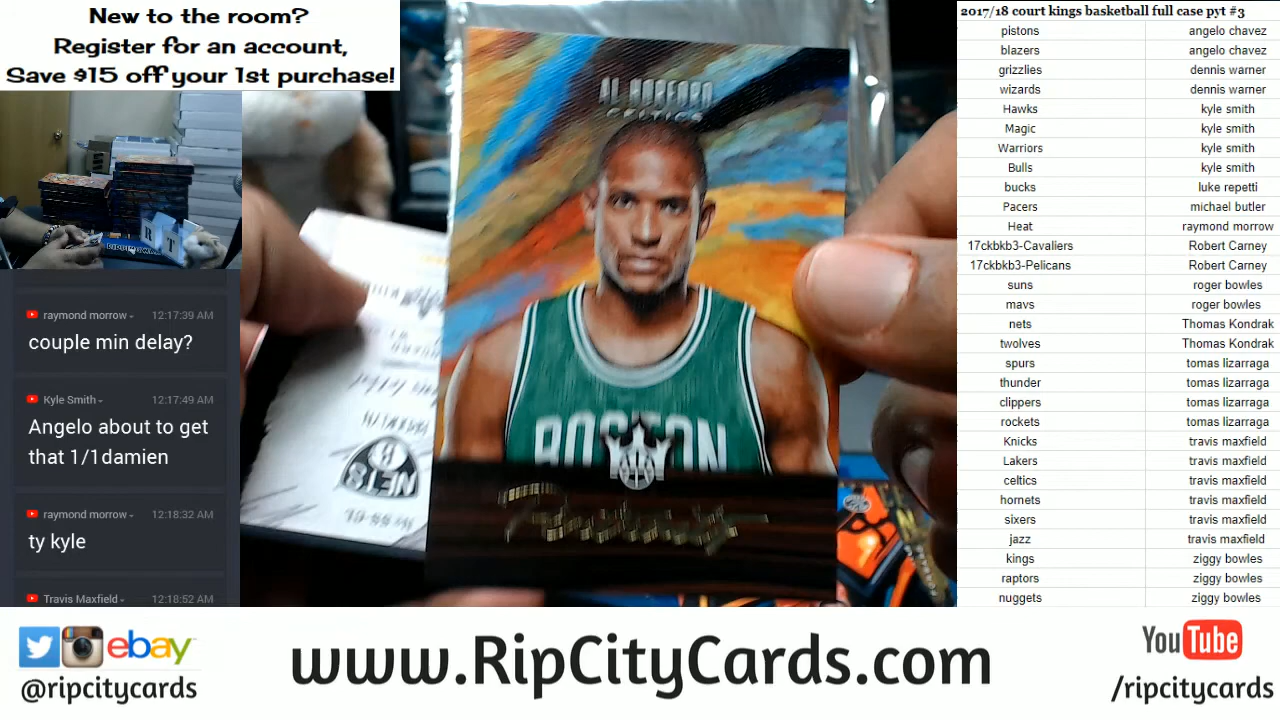 New to the room?
Register for an account,
Save $15 off your 1st purchase!
raymond morrow 12:17:39 AM
couple min delay?
Kyle Smith 12:17:49 AM
Angelo about to get
that 1/1damien
raymond morrow 12:18:32 AM
ty kyle
Travis Maxfield 12:18:52 AM
AL HORFORD
CELTICS
BOSTON
Portraits
NETS
R T
2017/18 court kings basketball full case pyt #3
pistons angelo chavez
blazers angelo chavez
grizzlies dennis warner
wizards dennis warner
Hawks kyle smith
Magic kyle smith
Warriors kyle smith
Bulls kyle smith
bucks luke repetti
Pacers michael butler
Heat raymond morrow
17ckbkb3-Cavaliers Robert Carney
17ckbkb3-Pelicans Robert Carney
suns roger bowles
mavs roger bowles
nets Thomas Kondrak
twolves Thomas Kondrak
spurs tomas lizarraga
thunder tomas lizarraga
clippers tomas lizarraga
rockets tomas lizarraga
Knicks travis maxfield
Lakers travis maxfield
celtics travis maxfield
hornets travis maxfield
sixers travis maxfield
jazz travis maxfield
kings ziggy bowles
raptors ziggy bowles
nuggets ziggy bowles
ebay
@ripcitycards
www.RipCityCards.com
YouTube
/ripcitycards